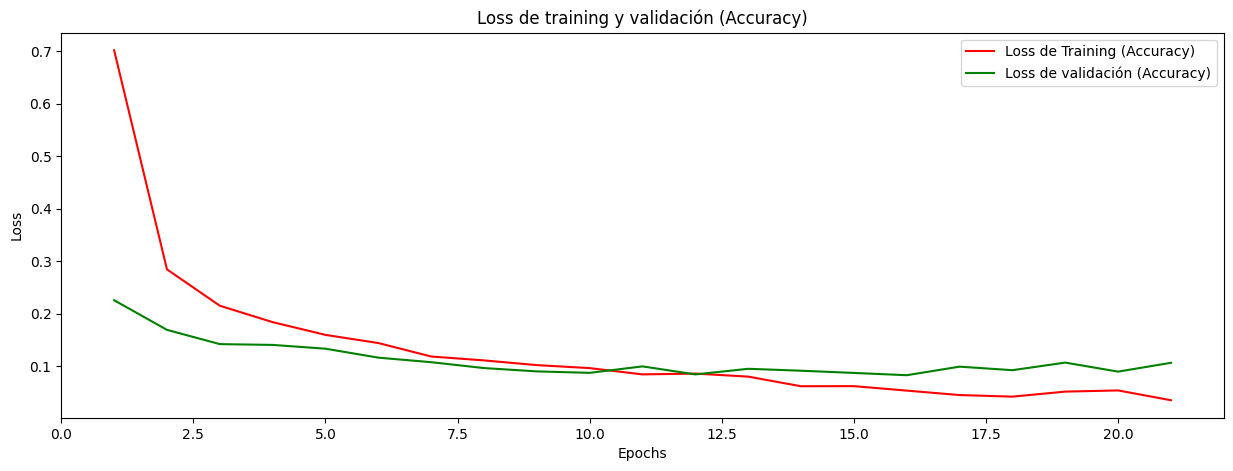 Loss de training y validación (Accuracy)
Loss de Training (Accuracy)
Loss de validación (Accuracy)
0.7
0.6
0.5
0.4
0.3
0.2
0.1
Loss
0.0 2.5 5.0 7.5 10.0 12.5 15.0 17.5 20.0
Epochs